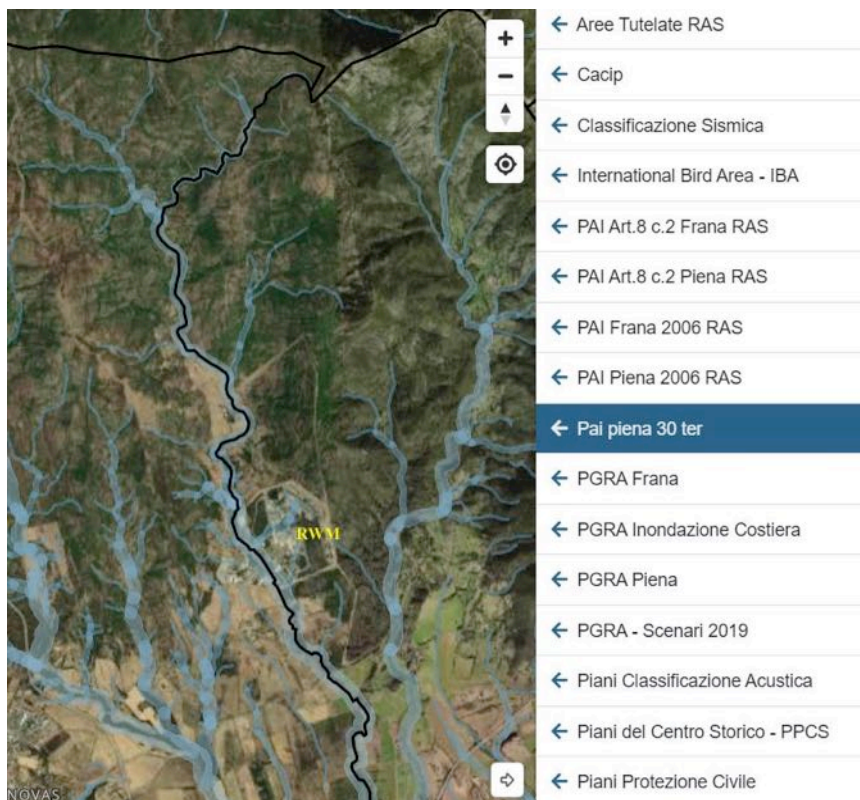 Aree Tutelate RAS
Cacip
Classificazione Sismica
International Bird Area - IBA
PAI Art.8 c.2 Frana RAS
PAI Art.8 c.2 Piena RAS
PAI Frana 2006 RAS
PAI Piena 2006 RAS
Pai piena 30 ter
PGRA Frana
PGRA Inondazione Costiera
PGRA Piena
PGRA - Scenari 2019
Piani Classificazione Acustica
Piani del Centro Storico - PPCS
Piani Protezione Civile
RWM
NOVAS